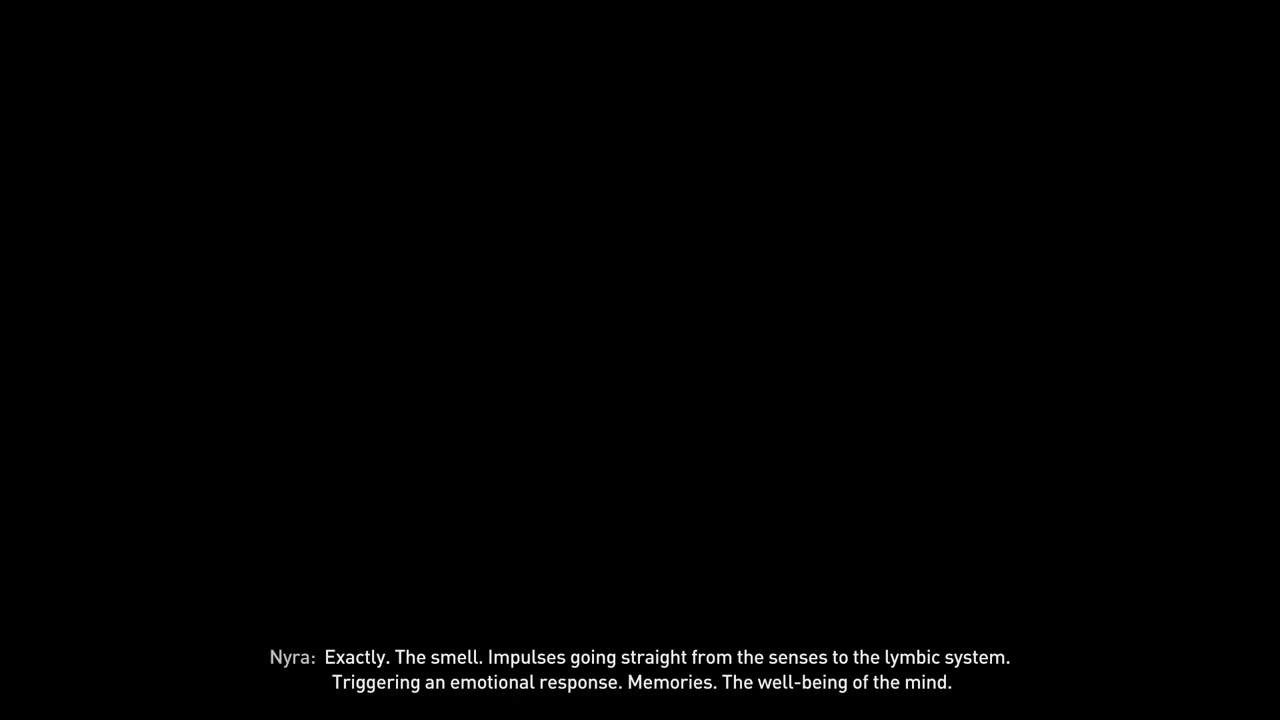 Nyra: Exactly. The smell. Impulses going straight from the senses to the lymbic system.
Triggering an emotional response. Memories. The well-being of the mind.